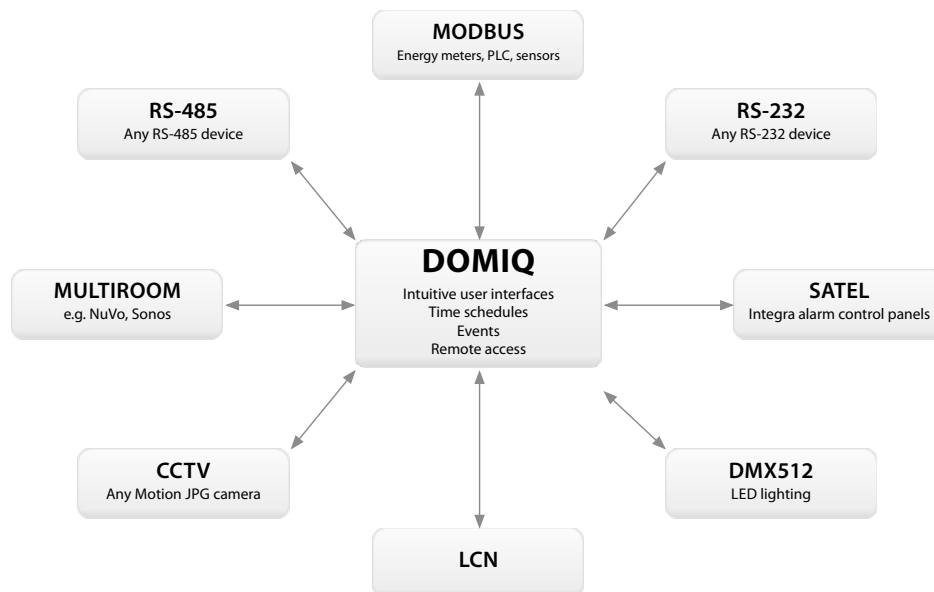 MODBUS
Energy meters, PLC, sensors
RS-485
Any RS-485 device
RS-232
Any RS-232 device
DOMIQ
Intuitive user interfaces
Time schedules
Events
Remote access
MULTIROOM
e.g. NuVo, Sonos
SATEL
Integra alarm control panels
CCTV
Any Motion JPG camera
DMX512
LED lighting
LCN